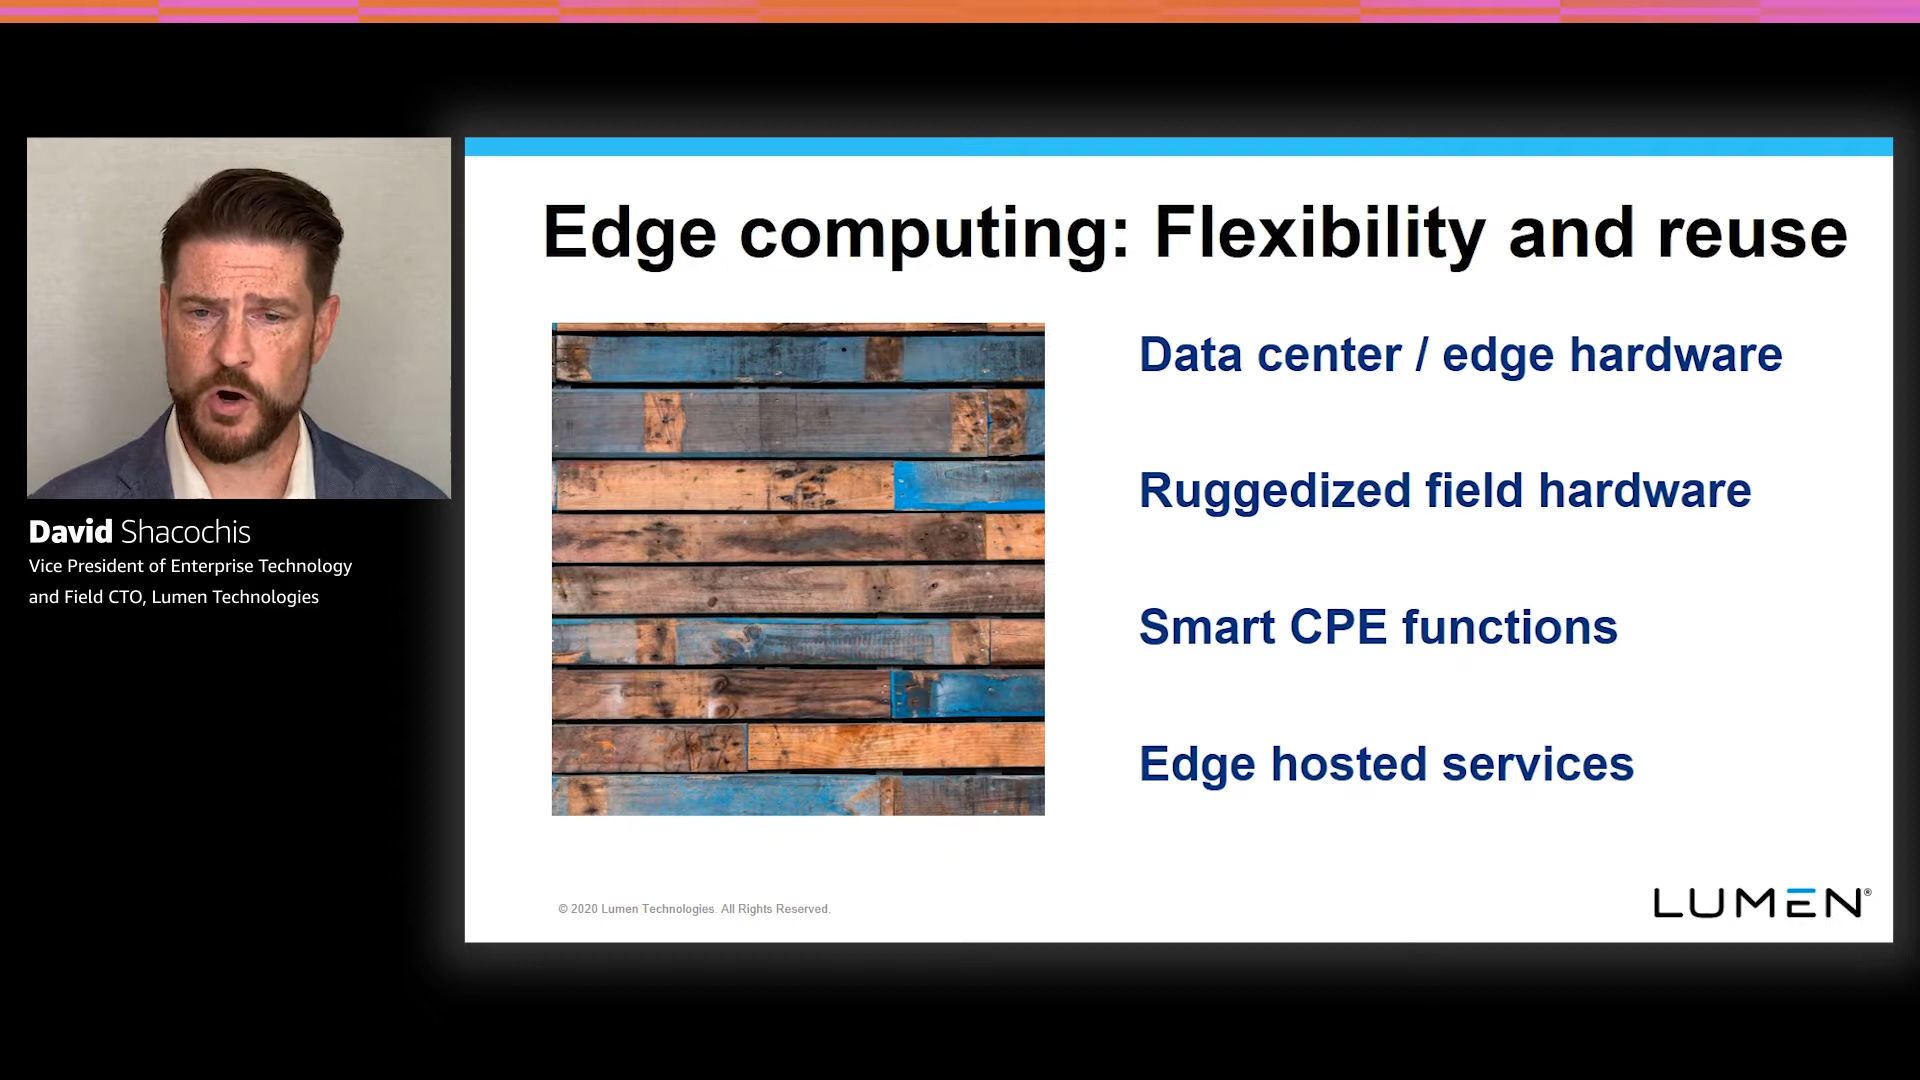 David Shacochis
Vice President of Enterprise Technology
and Field CTO, Lumen Technologies
Edge computing: Flexibility and reuse
Data center / edge hardware
Ruggedized field hardware
Smart CPE functions
Edge hosted services
© 2020 Lumen Technologies. All Rights Reserved.
LUMEN®